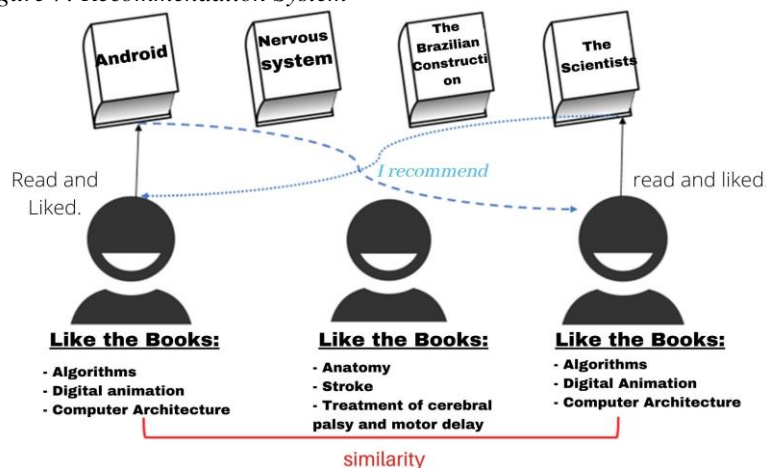 Recommendation System
Android
Nervous
system
The
Brazilian
Constructi
on
The
Scientists
Read and
Liked.
I recommend
read and liked.
Like the Books:
- Algorithms
- Digital animation
- Computer Architecture
Like the Books:
- Anatomy
- Stroke
- Treatment of cerebral
palsy and motor delay
Like the Books:
- Algorithms
- Digital Animation
- Computer Architecture
similarity